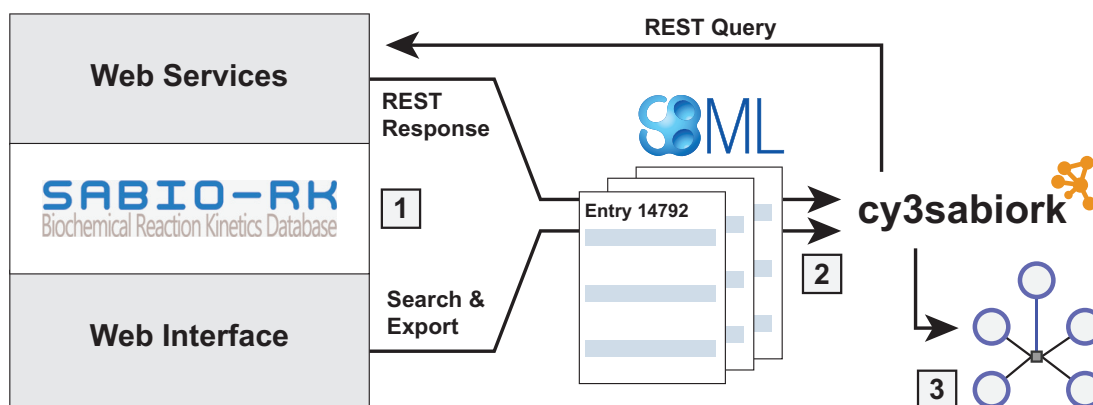 REST Query
Web Services
REST
Response
SBML
SABIO-RK
Biochemical Reaction Kinetics Database
1
Entry 14792
cy3sabiork
2
Search &
Export
Web Interface
3